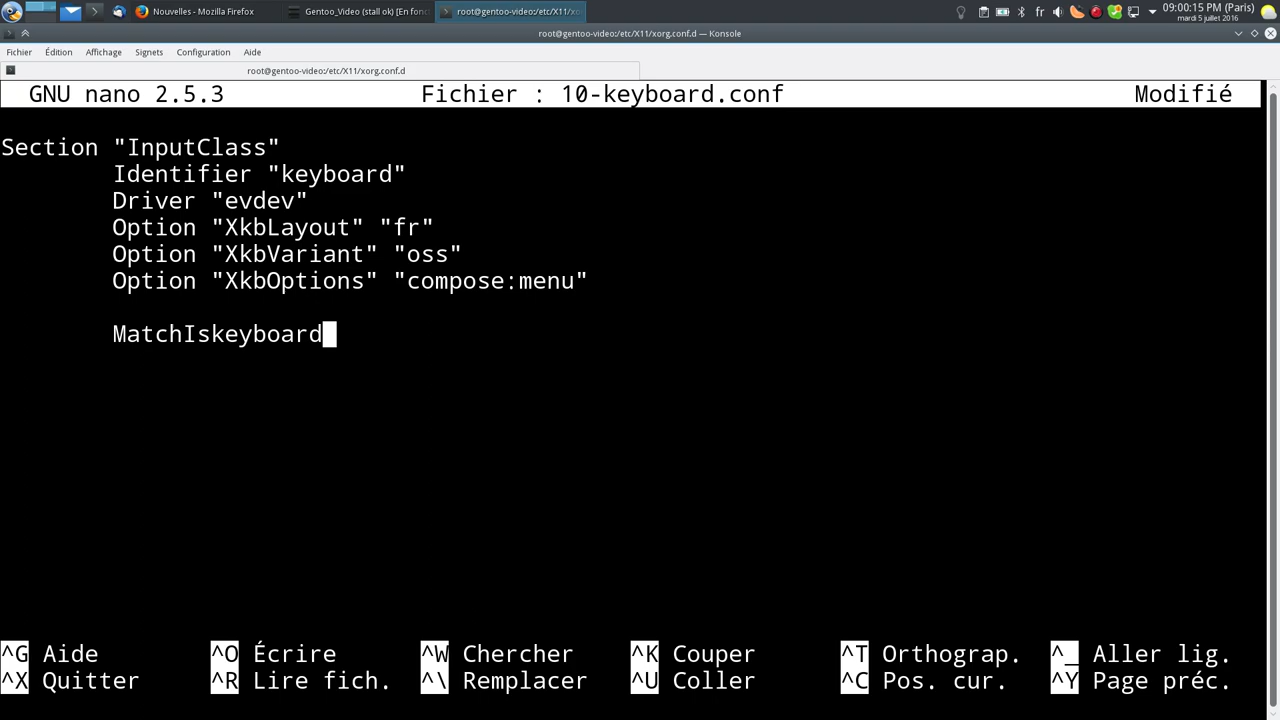 Nouvelles - Mozilla Firefox
Gentoo_Video (stall ok) [En fonc
root@gentoo-video:/etc/X11/xo
fr
09:00:15 PM (Paris)
mardi 5 juillet 2016
root@gentoo-video:/etc/X11/xorg.conf.d — Konsole
Fichier Édition Affichage Signets Configuration Aide
root@gentoo-video:/etc/X11/xorg.conf.d
GNU nano 2.5.3 Fichier : 10-keyboard.conf Modifié
Section "InputClass"
Identifier "keyboard"
Driver "evdev"
Option "XkbLayout" "fr"
Option "XkbVariant" "oss"
Option "XkbOptions" "compose:menu"
MatchIskeyboard
^G Aide ^O Écrire ^W Chercher ^K Couper ^T Orthograp. ^_ Aller lig.
^X Quitter ^R Lire fich. ^\ Remplacer ^U Coller ^C Pos. cur. ^Y Page préc.